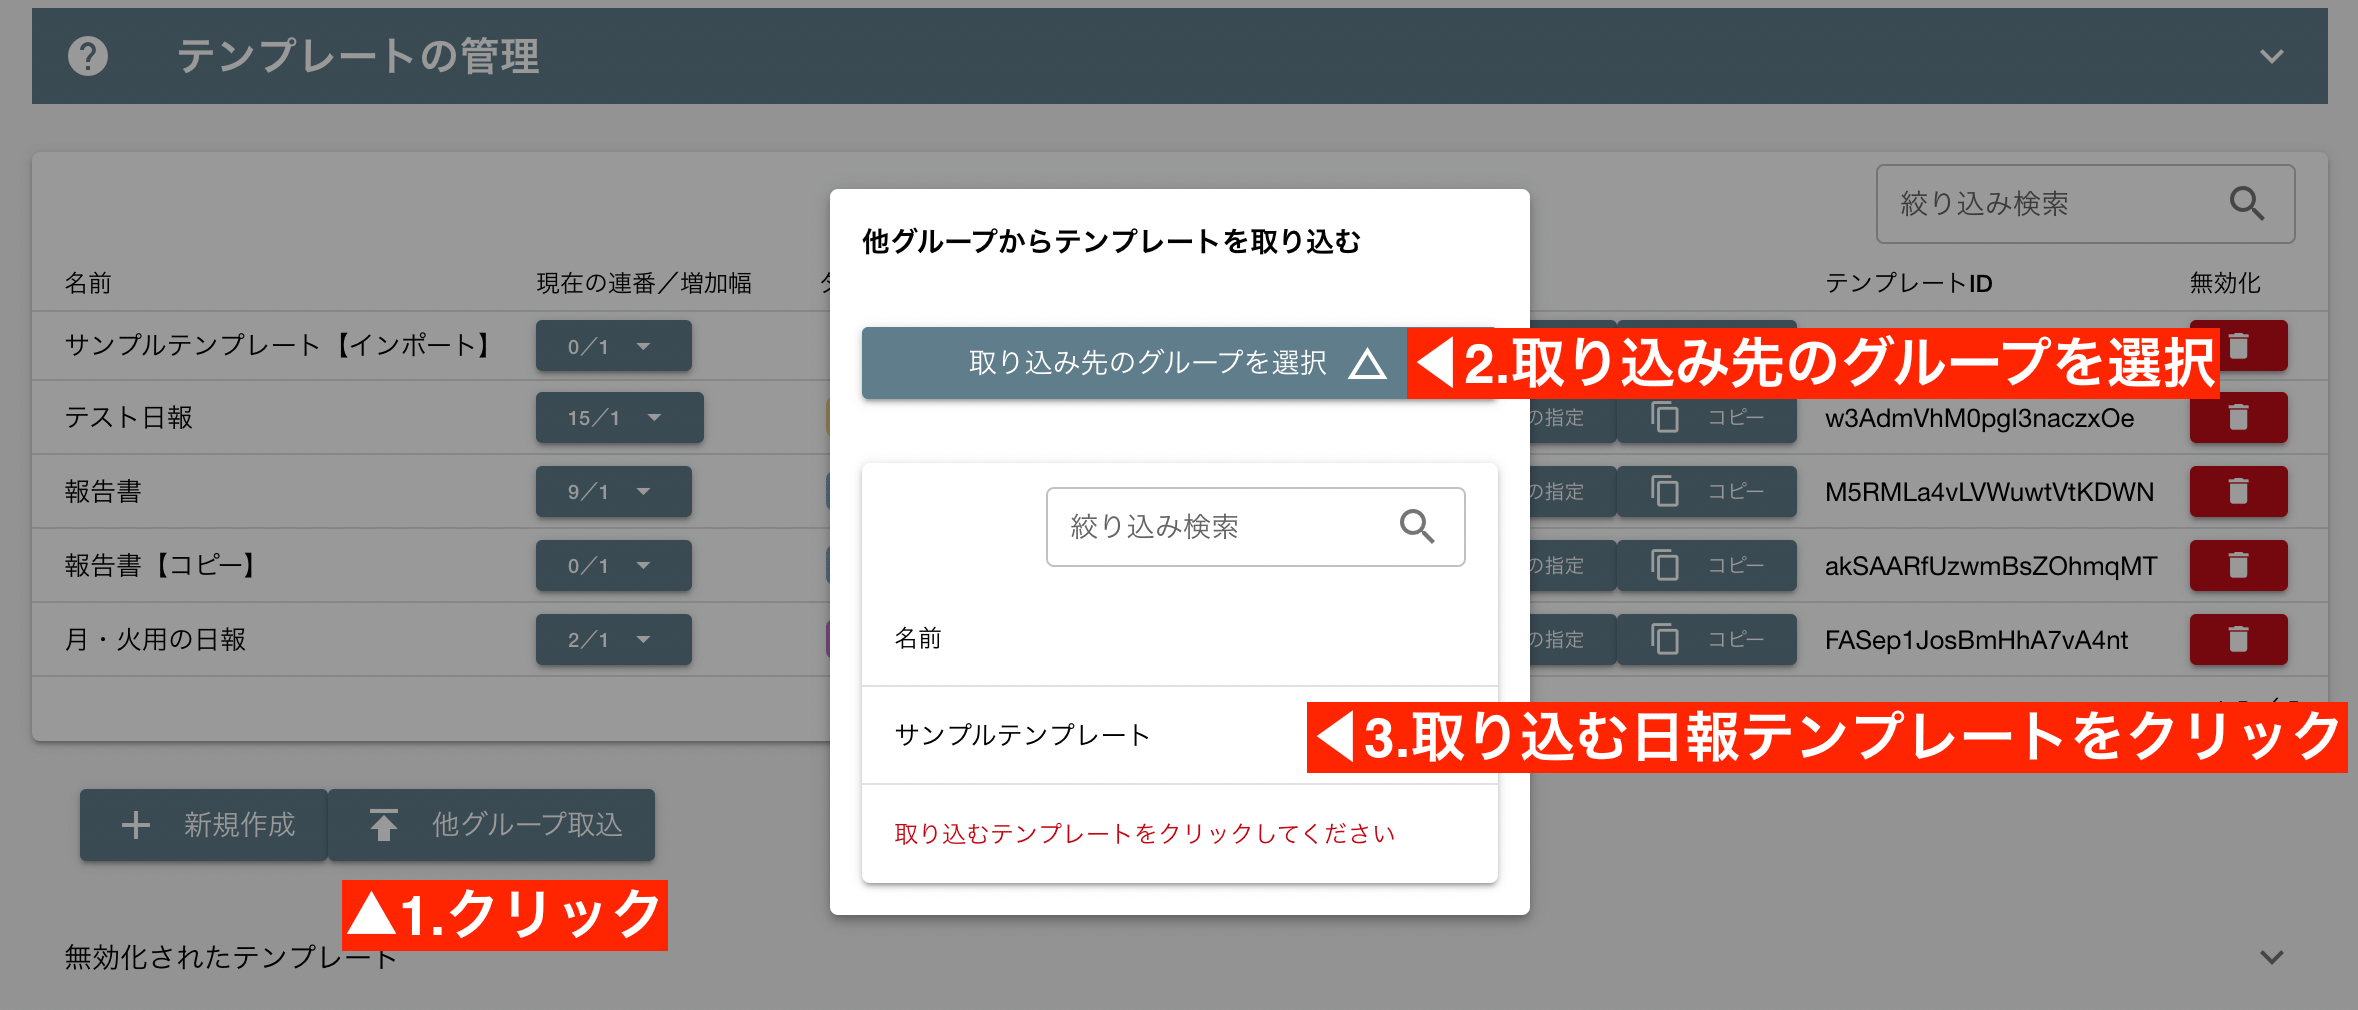 テンプレートの管理
絞り込み検索
名前 現在の連番／増加幅 テンプレートID 無効化
サンプルテンプレート【インポート】 0／1
テスト日報 15／1 の指定 コピー w3AdmVhM0pgI3naczxOe
報告書 9／1 の指定 コピー M5RMLa4vLVWuwtVtKDWN
報告書【コピー】 0／1 の指定 コピー akSAARfUzwmBsZOhmqMT
月・火用の日報 2／1 の指定 コピー FASep1JosBmHhA7vA4nt
他グループからテンプレートを取り込む
取り込み先のグループを選択 △
◀2.取り込み先のグループを選択
絞り込み検索
名前
サンプルテンプレート
◀3.取り込む日報テンプレートをクリック
取り込むテンプレートをクリックしてください
新規作成 他グループ取込
▲1.クリック
無効化されたテンプレート